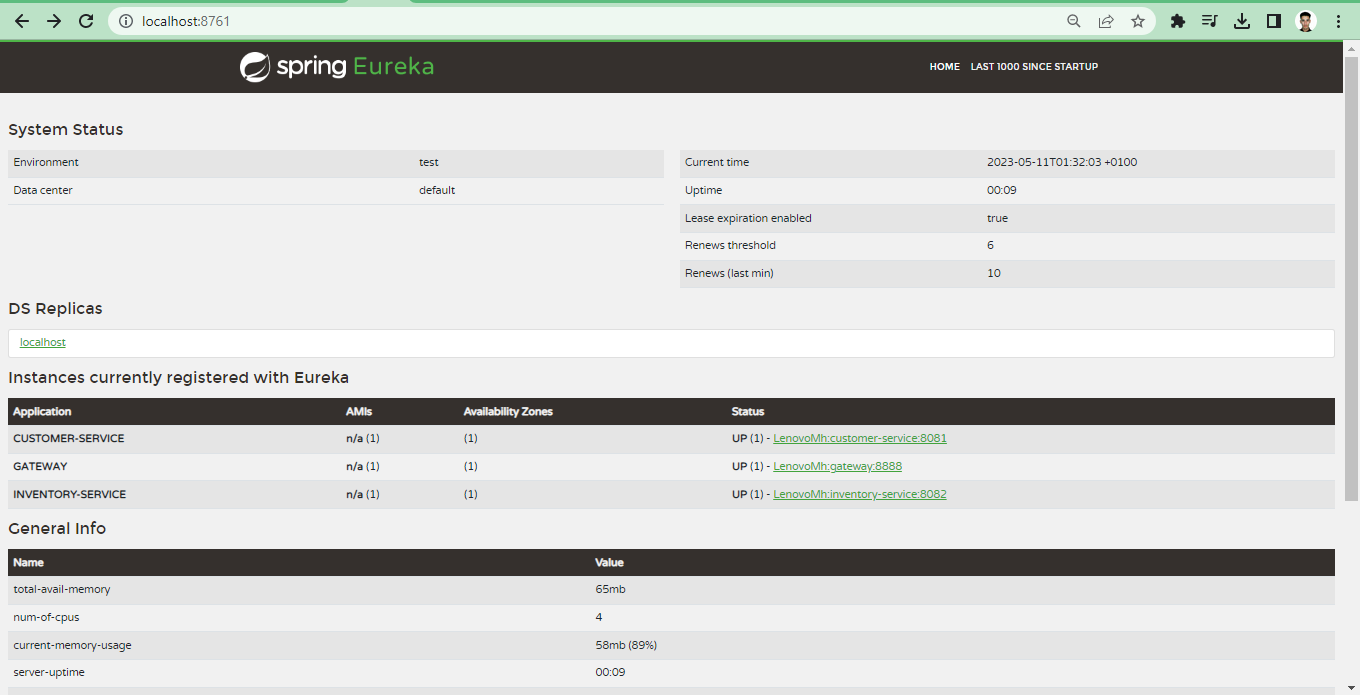 localhost:8761
spring Eureka
HOME LAST 1000 SINCE STARTUP
System Status
Environment test
Data center default
Current time 2023-05-11T01:32:03 +0100
Uptime 00:09
Lease expiration enabled true
Renews threshold 6
Renews (last min) 10
DS Replicas
localhost
Instances currently registered with Eureka
Application AMIs Availability Zones Status
CUSTOMER-SERVICE n/a (1) (1) UP (1) - LenovoMh:customer-service:8081
GATEWAY n/a (1) (1) UP (1) - LenovoMh:gateway:8888
INVENTORY-SERVICE n/a (1) (1) UP (1) - LenovoMh:inventory-service:8082
General Info
Name Value
total-avail-memory 65mb
num-of-cpus 4
current-memory-usage 58mb (89%)
server-uptime 00:09